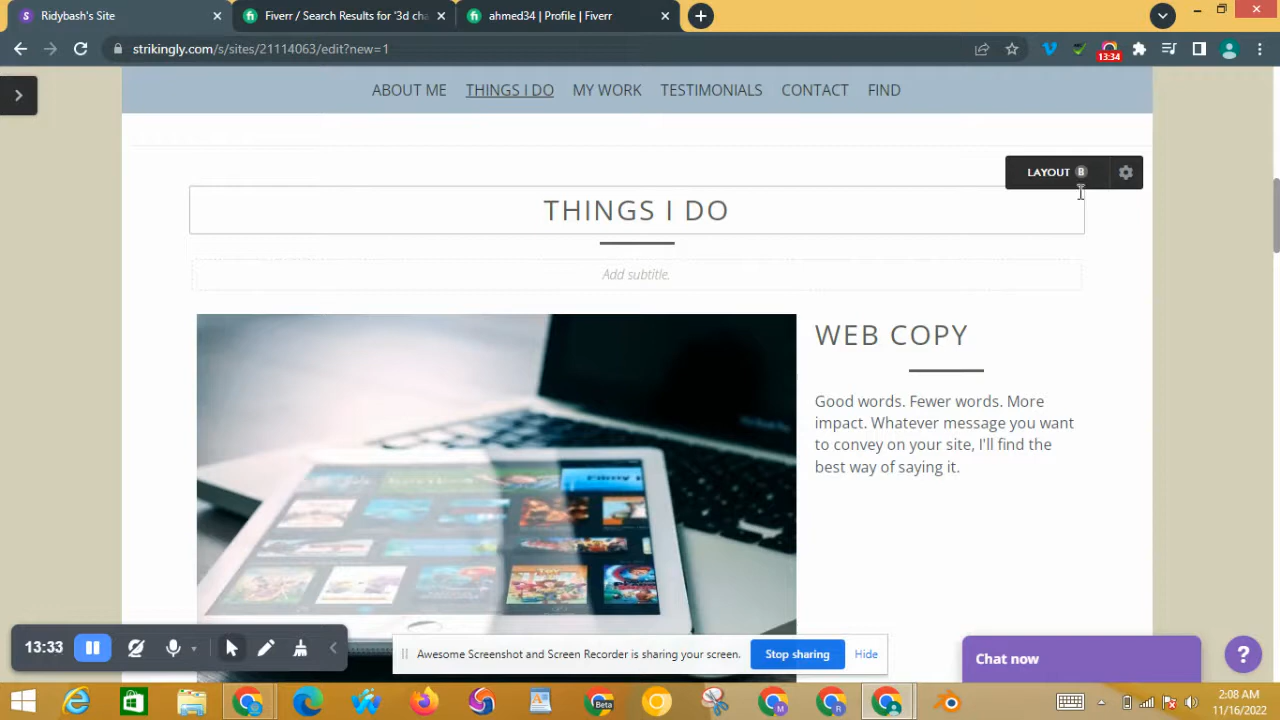 Ridybash's Site
Fiverr / Search Results for '3d cha
ahmed34 | Profile | Fiverr
strikingly.com/s/sites/21114063/edit?new=1
13:34
ABOUT ME THINGS I DO MY WORK TESTIMONIALS CONTACT FIND
LAYOUT B
THINGS I DO
Add subtitle.
WEB COPY
Good words. Fewer words. More
impact. Whatever message you want
to convey on your site, I'll find the
best way of saying it.
13:33
Awesome Screenshot and Screen Recorder is sharing your screen.
Stop sharing
Hide
Chat now
?
Beta
M
R
2:08 AM
11/16/2022